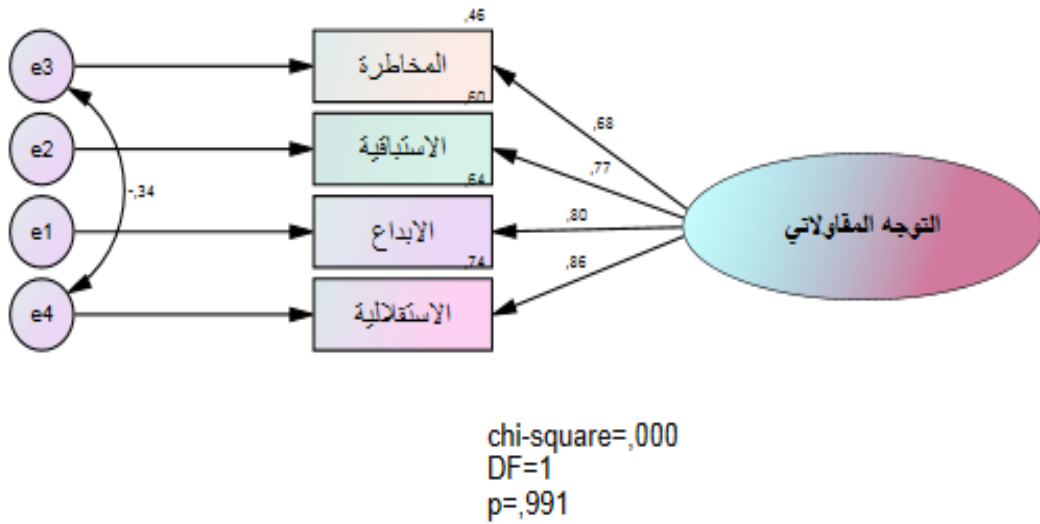 ,46
e3
المخاطرة
,68
,60
e2
الاستباقية
,77
-,34
,64
e1
الابداع
,80
التوجه المقاولاتي
,74
e4
الاستقلالية
,86
chi-square=,000
DF=1
p=,991